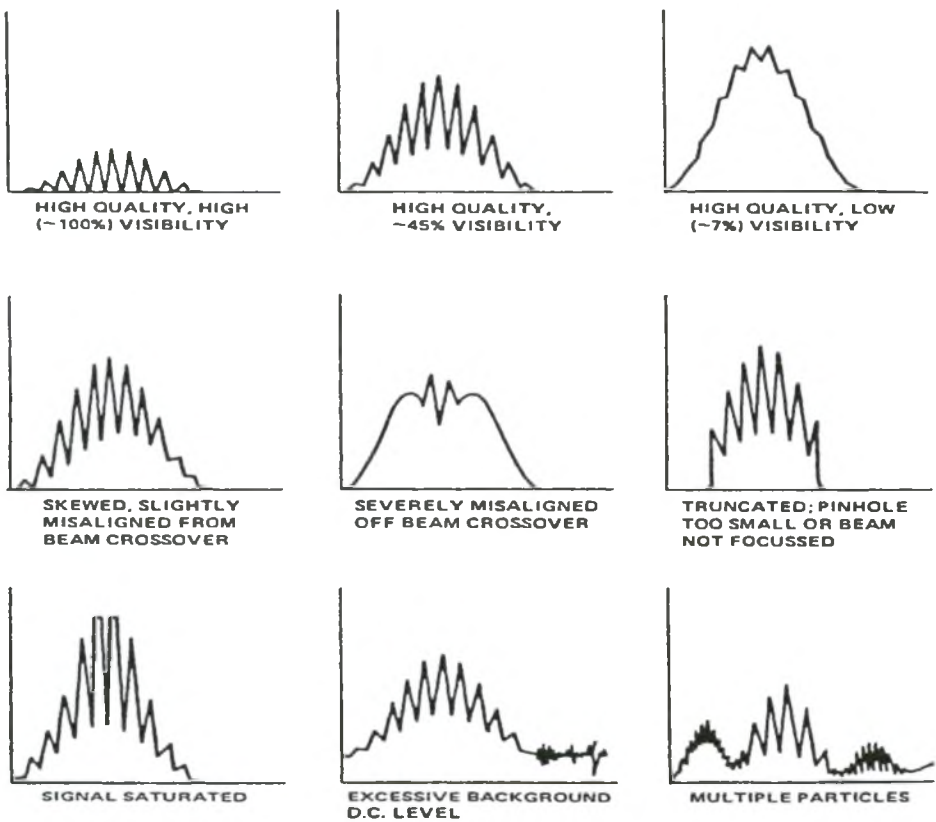 HIGH QUALITY, HIGH
(~100%) VISIBILITY
HIGH QUALITY,
~45% VISIBILITY
HIGH QUALITY, LOW
(~7%) VISIBILITY
SKEWED, SLIGHTLY
MISALIGNED FROM
BEAM CROSSOVER
SEVERELY MISALIGNED
OFF BEAM CROSSOVER
TRUNCATED; PINHOLE
TOO SMALL OR BEAM
NOT FOCUSSED
SIGNAL SATURATED
EXCESSIVE BACKGROUND
D.C. LEVEL
MULTIPLE PARTICLES